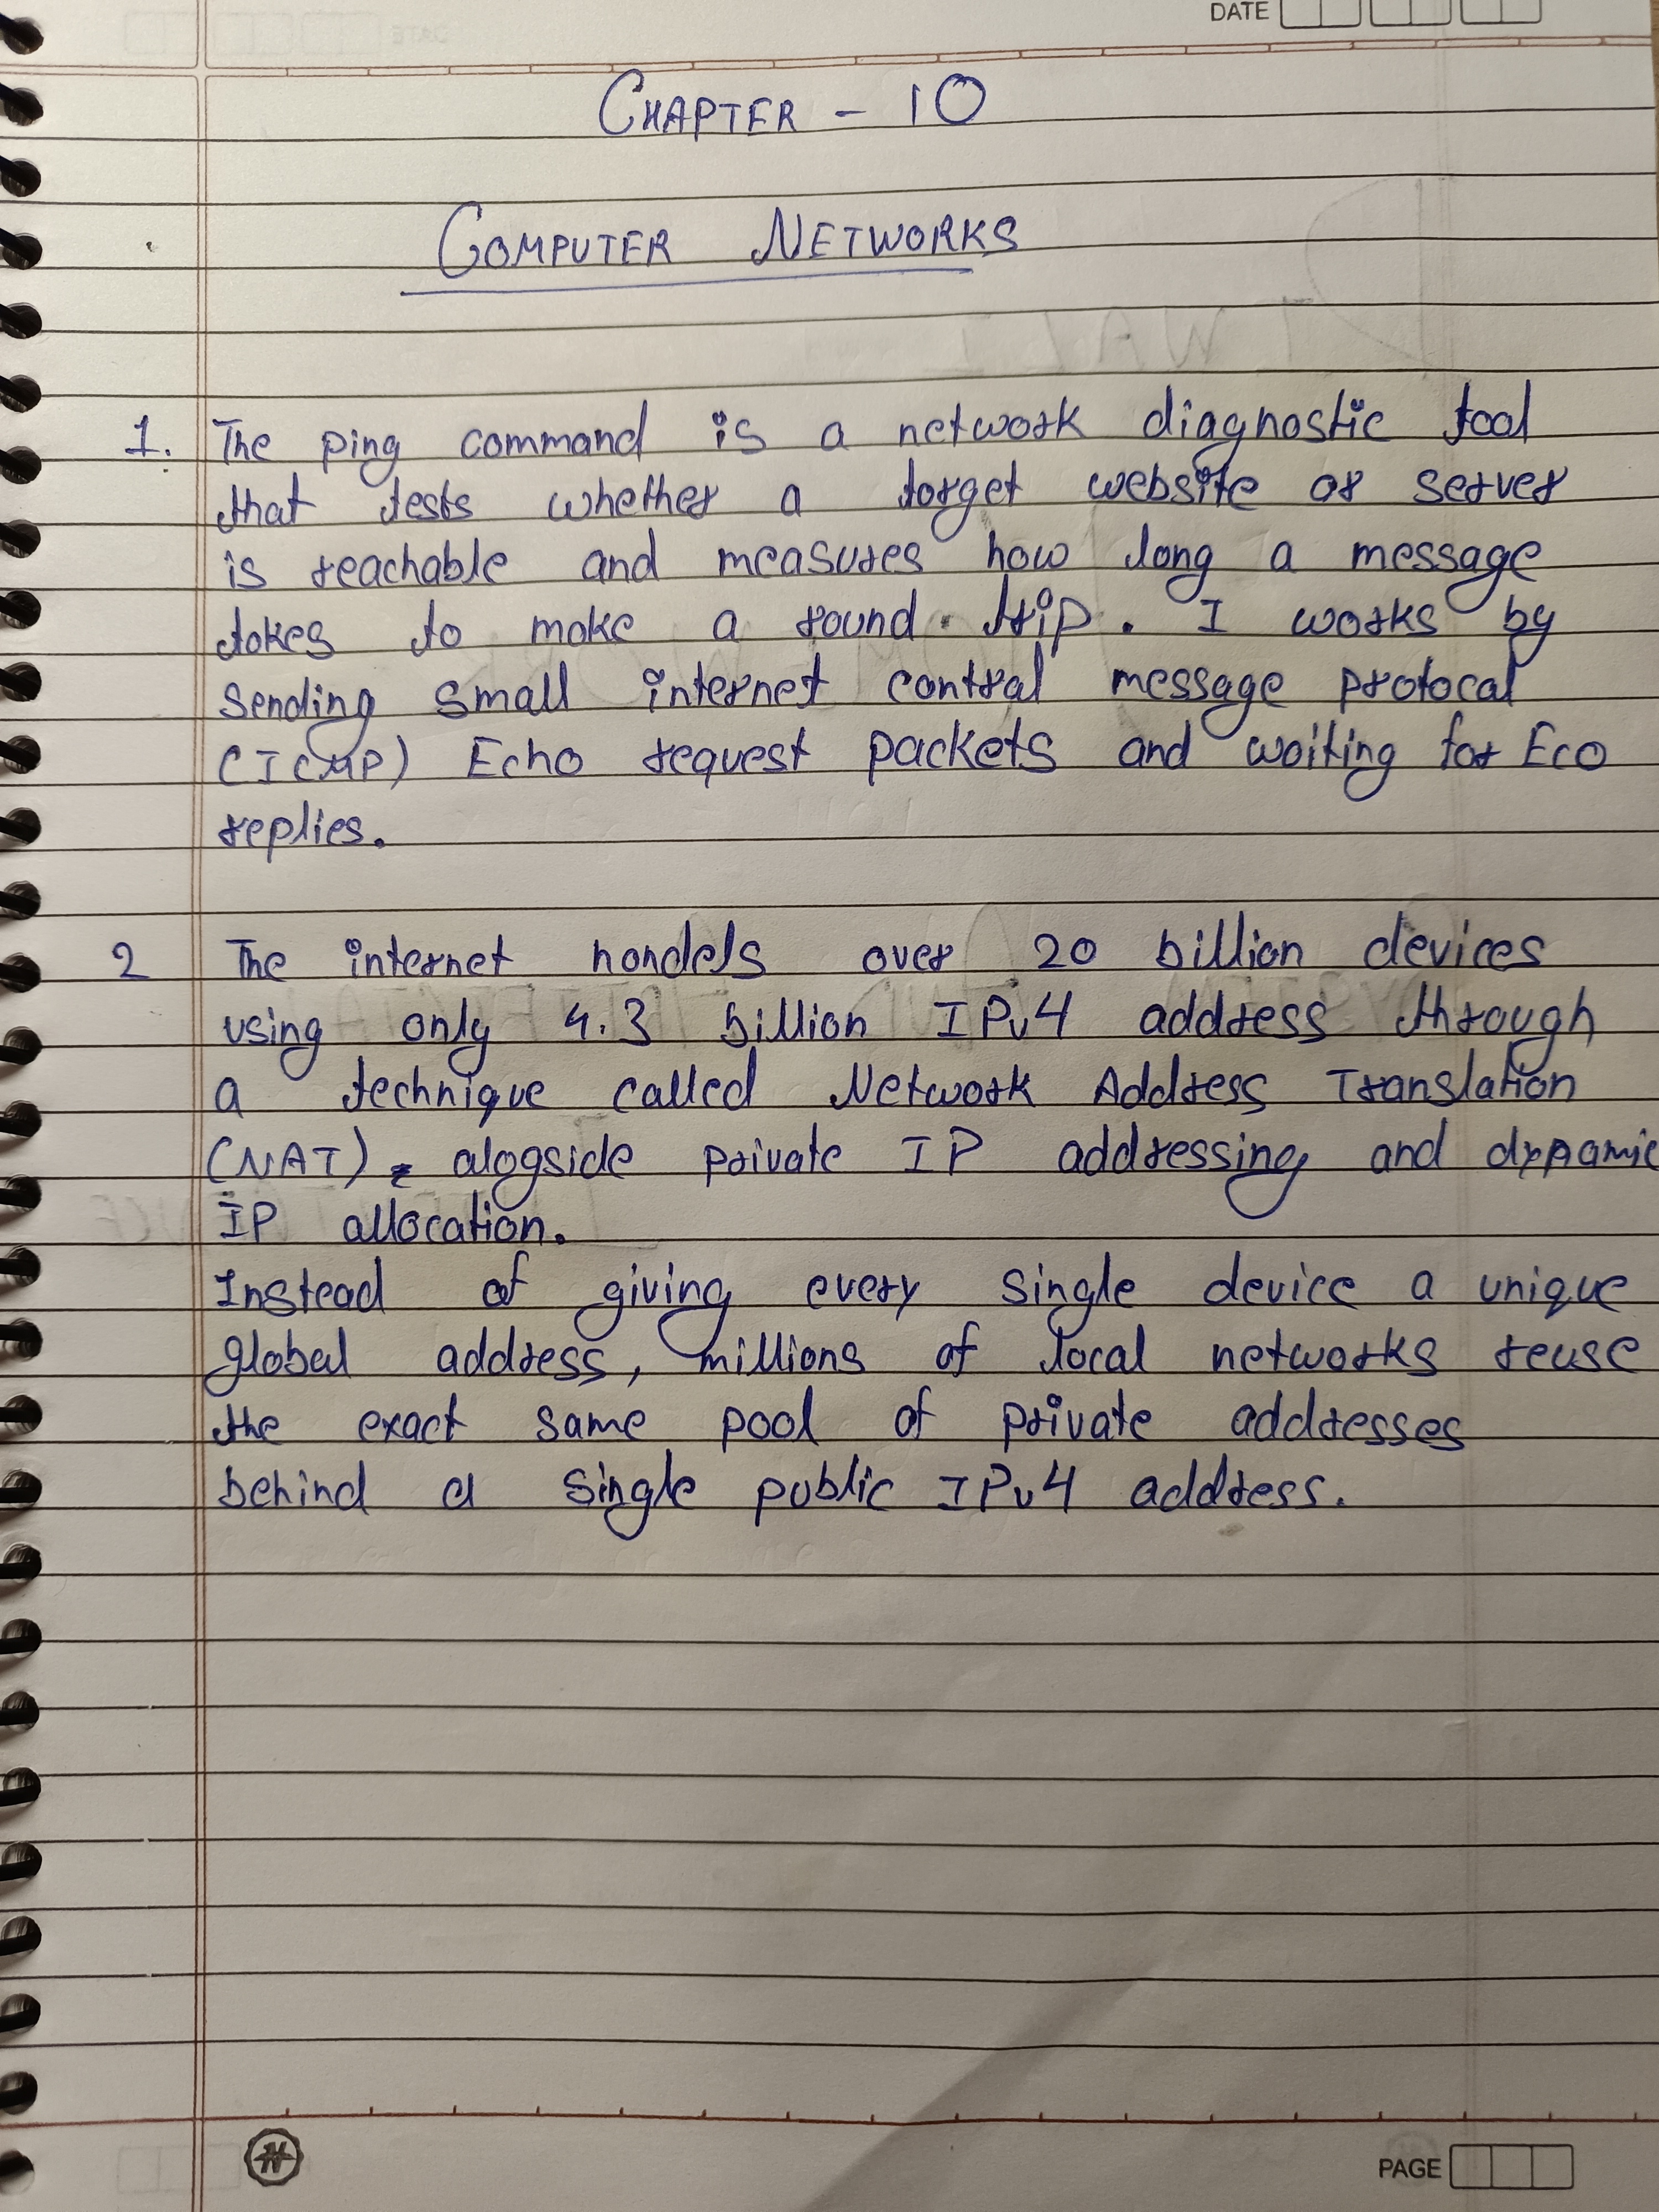 DATE
CHAPTER - 10
COMPUTER NETWORKS
1. The ping command is a network diagnostic tool
that tests whether a target website or server
is reachable and measures how long a message
takes to make a round trip. I works by
sending small internet control message protocal
(ICMP) Echo request packets and waiting for Eco
replies.
2 The internet handels over 20 billion devices
using only 4.3 billion IPv4 address through
a technique called Network Address Translation
(NAT), alogside private IP addressing and dynamic
IP allocation.
Instead of giving every single device a unique
global address, millions of local networks reuse
the exact same pool of private addresses
behind a single public IPv4 address.
PAGE